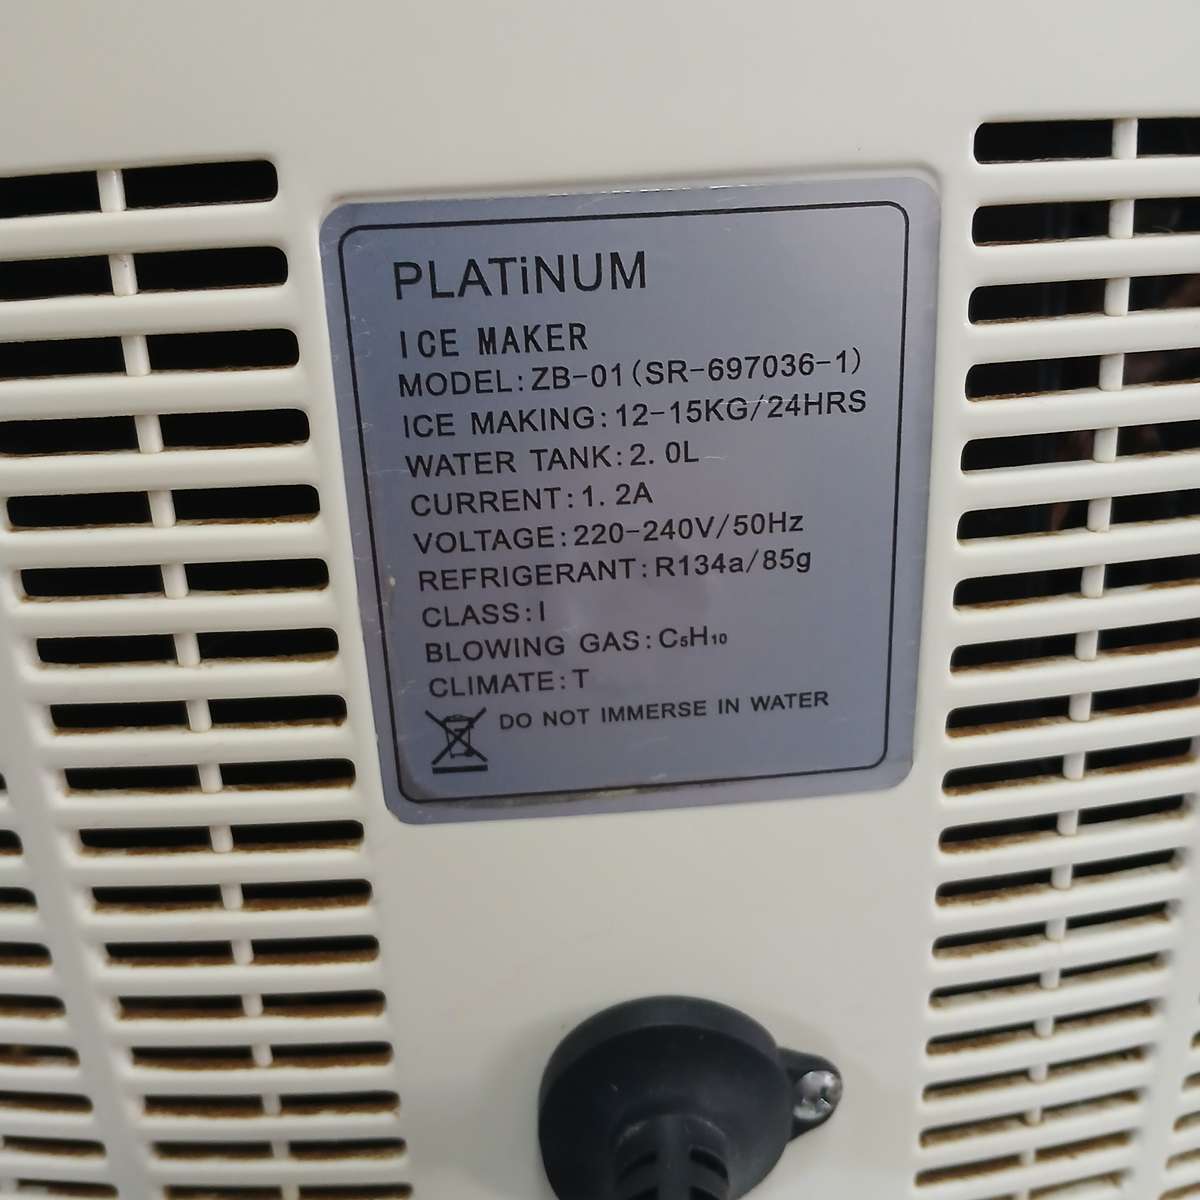 PLATiNUM
ICE MAKER
MODEL:ZB-01(SR-697036-1)
ICE MAKING:12-15KG/24HRS
WATER TANK:2.0L
CURRENT:1.2A
VOLTAGE:220-240V/50Hz
REFRIGERANT:R134a/85g
CLASS:I
BLOWING GAS:C₅H₁₀
CLIMATE:T
DO NOT IMMERSE IN WATER